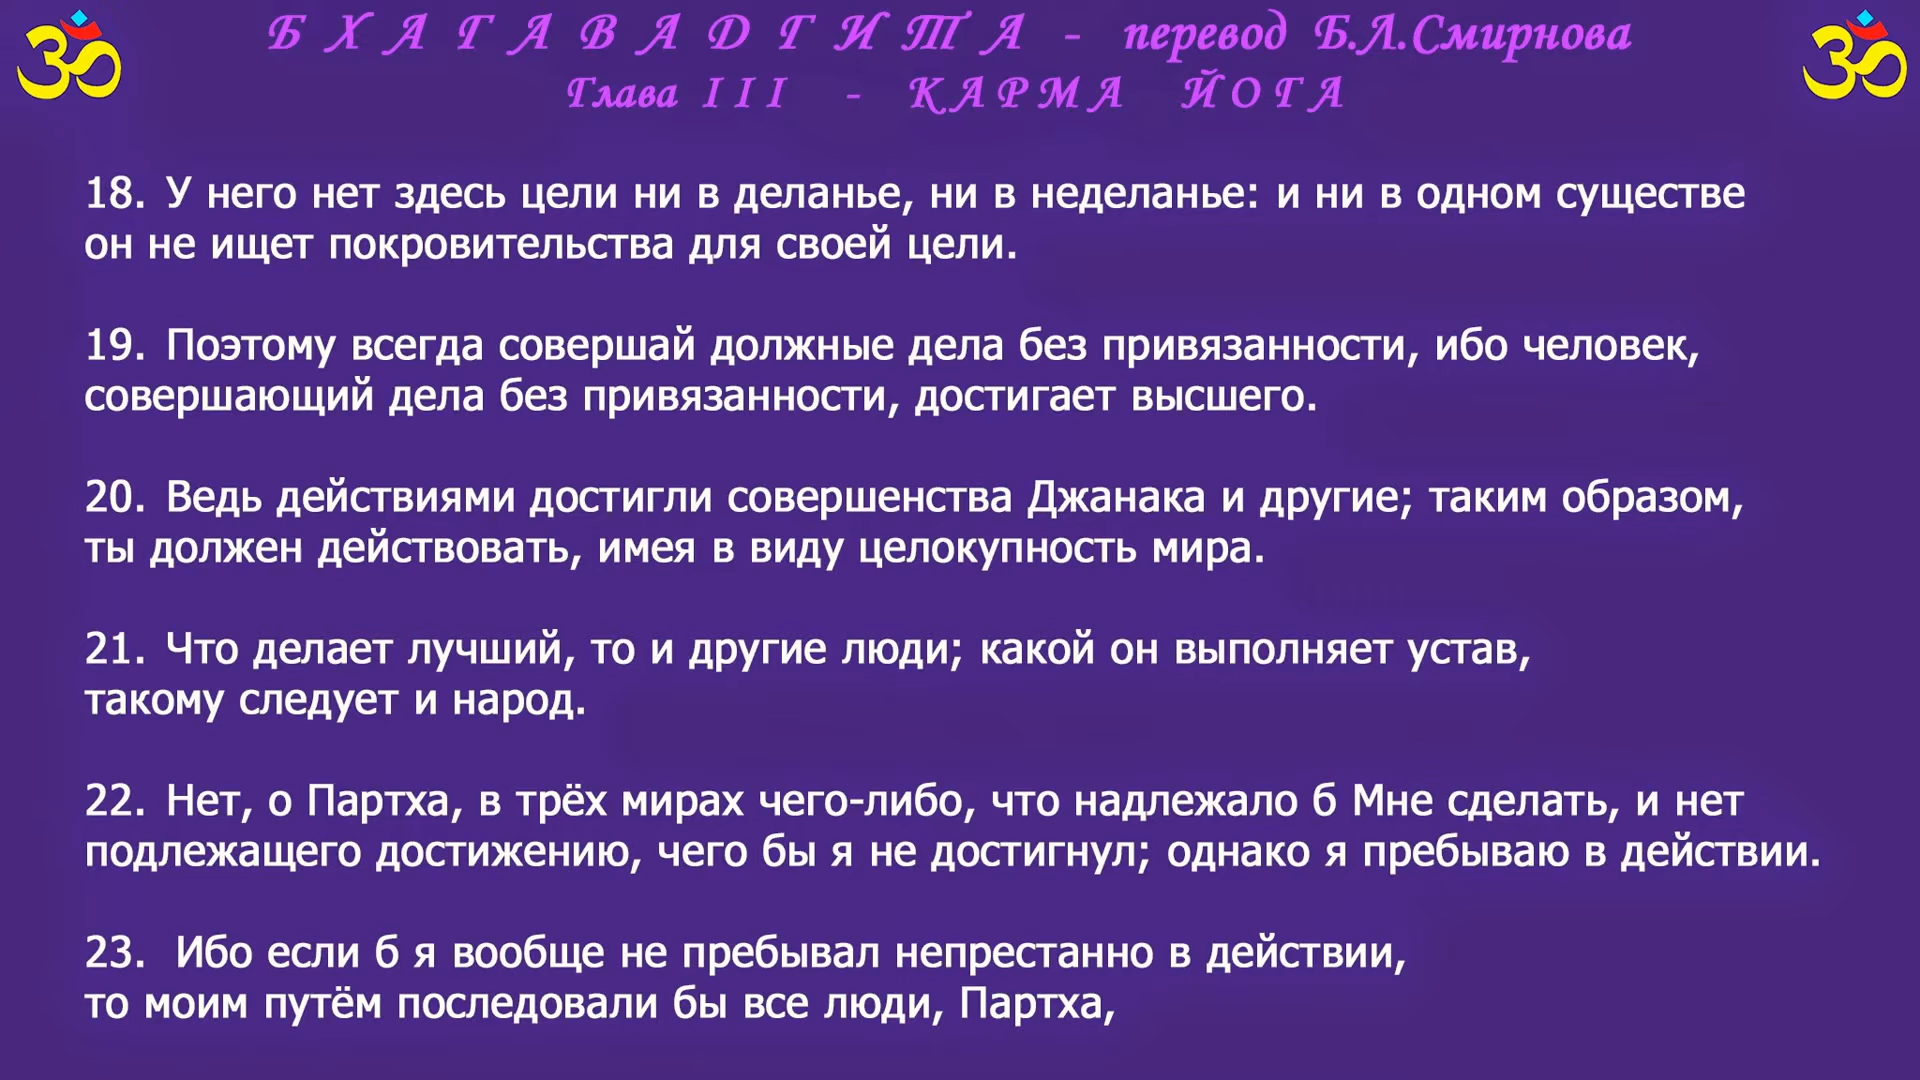 БХАГАВАДГИТА - перевод Б.Л.Смирнова
Глава III - КАРМА ЙОГА
18. У него нет здесь цели ни в деланье, ни в неделанье: и ни в одном существе
он не ищет покровительства для своей цели.
19. Поэтому всегда совершай должные дела без привязанности, ибо человек,
совершающий дела без привязанности, достигает высшего.
20. Ведь действиями достигли совершенства Джанака и другие; таким образом,
ты должен действовать, имея в виду целокупность мира.
21. Что делает лучший, то и другие люди; какой он выполняет устав,
такому следует и народ.
22. Нет, о Партха, в трёх мирах чего-либо, что надлежало б Мне сделать, и нет
подлежащего достижению, чего бы я не достигнул; однако я пребываю в действии.
23. Ибо если б я вообще не пребывал непрестанно в действии,
то моим путём последовали бы все люди, Партха,